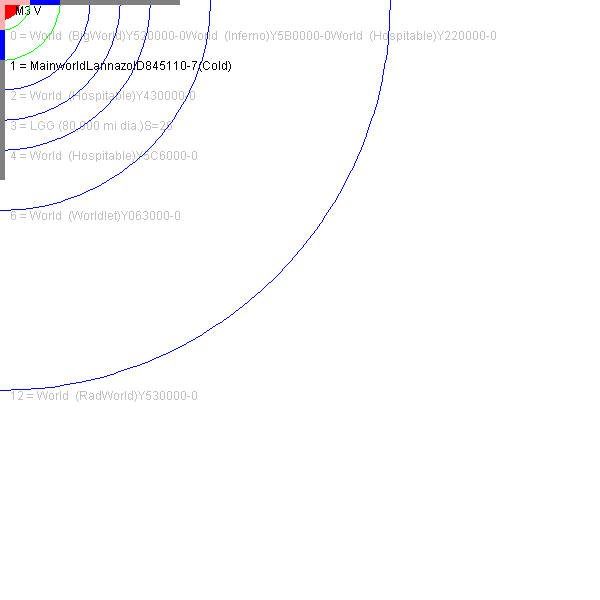 M3 V
0 = World  (BigWorld)Y520000-0World  (Inferno)Y5B0000-0World  (Hospitable)Y220000-0
1 = MainworldLannazolD845110-7(Cold)
2 = World  (Hospitable)Y430000-0
3 = LGG (80,000 mi dia.)S=26
4 = World  (Hospitable)Y5C6000-0
6 = World  (Worldlet)Y063000-0
12 = World  (RadWorld)Y530000-0